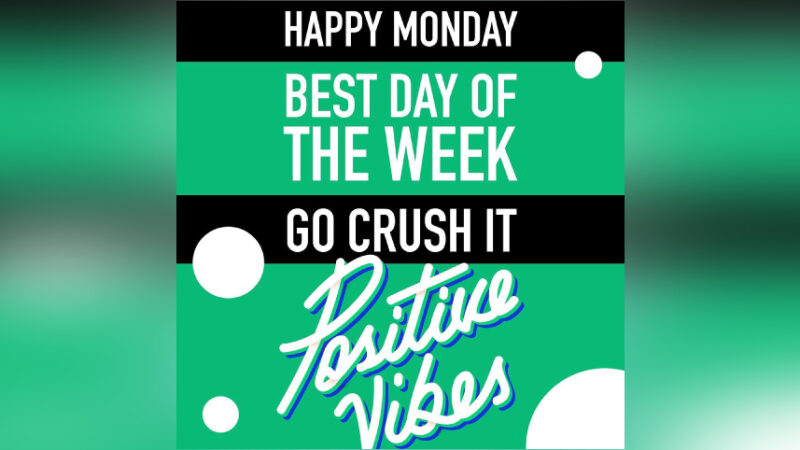 HAPPY MONDAY
BEST DAY OF
THE WEEK
GO CRUSH IT
Positive
Vibes